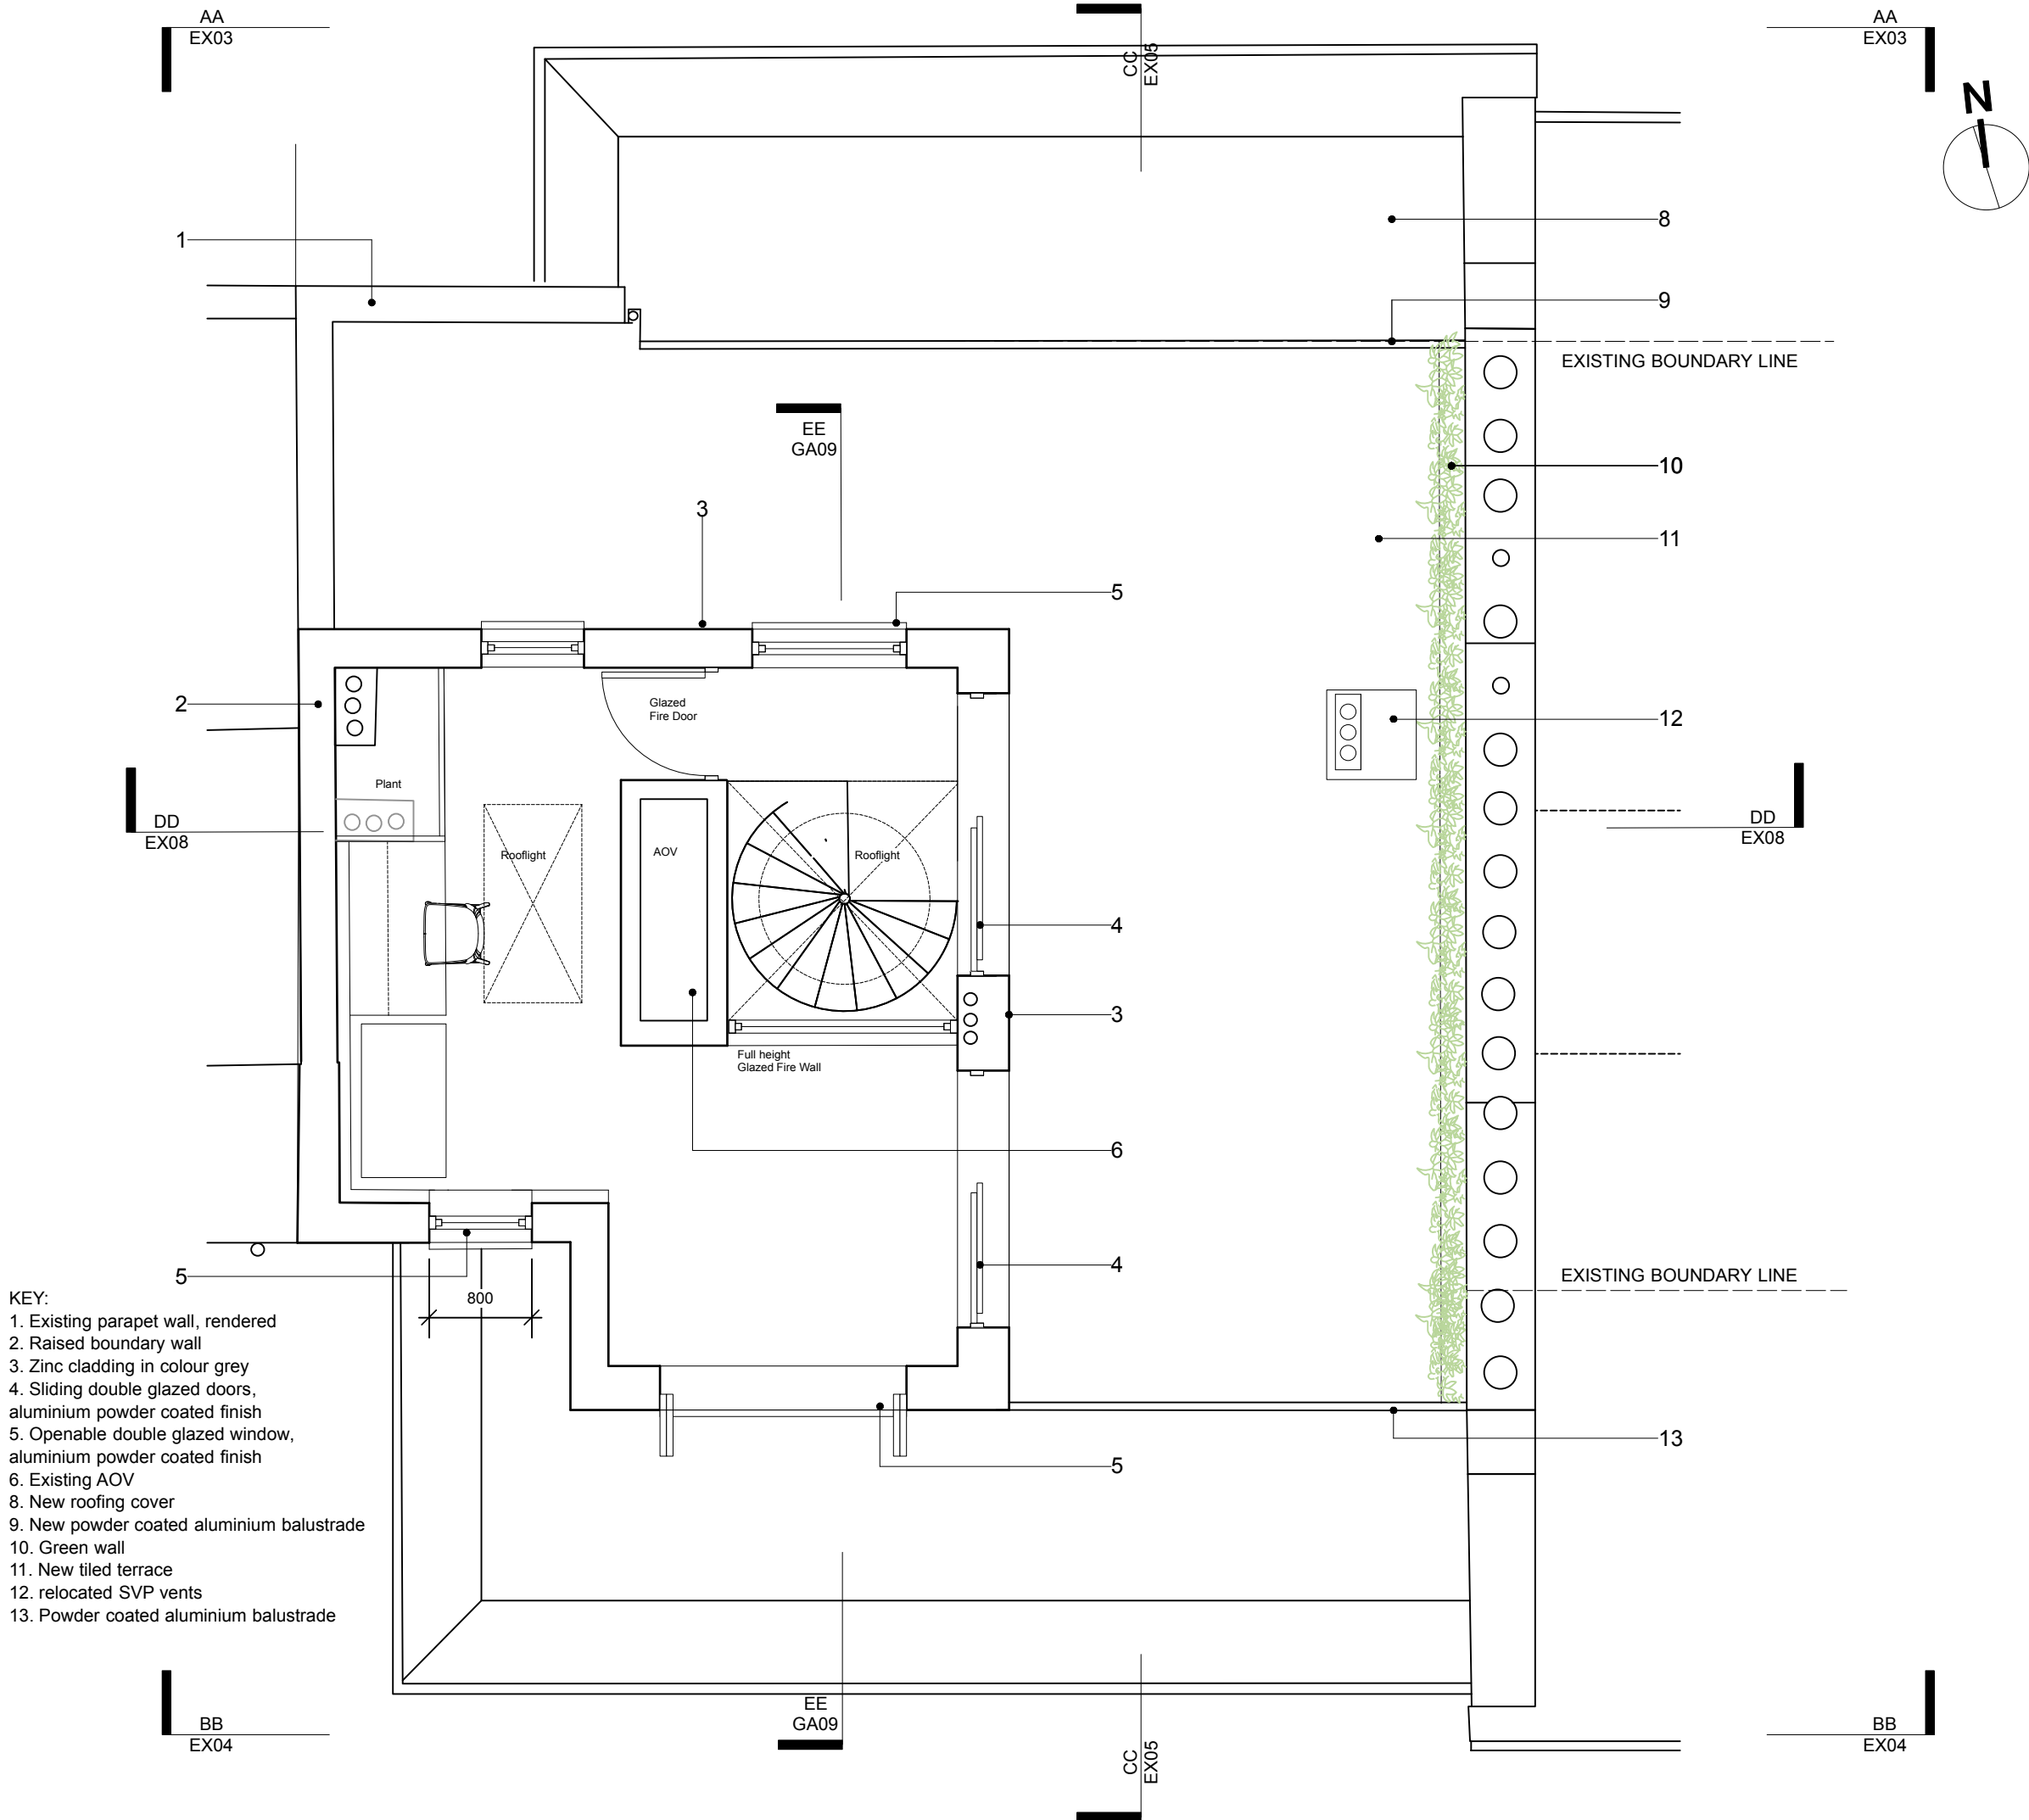 AA
EX03
CC
EX05
AA
EX03
N
1
8
9
EXISTING BOUNDARY LINE
EE
GA09
10
3
11
5
Glazed
Fire Door
2
12
Plant
DD
EX08
DD
EX08
Rooflight
AOV
Rooflight
4
3
Full height
Glazed Fire Wall
6
4
EXISTING BOUNDARY LINE
5
800
KEY:
1. Existing parapet wall, rendered
2. Raised boundary wall
3. Zinc cladding in colour grey
4. Sliding double glazed doors,
aluminium powder coated finish
5. Openable double glazed window,
aluminium powder coated finish
6. Existing AOV
8. New roofing cover
9. New powder coated aluminium balustrade
10. Green wall
11. New tiled terrace
12. relocated SVP vents
13. Powder coated aluminium balustrade
13
5
EE
GA09
BB
EX04
CC
EX05
BB
EX04